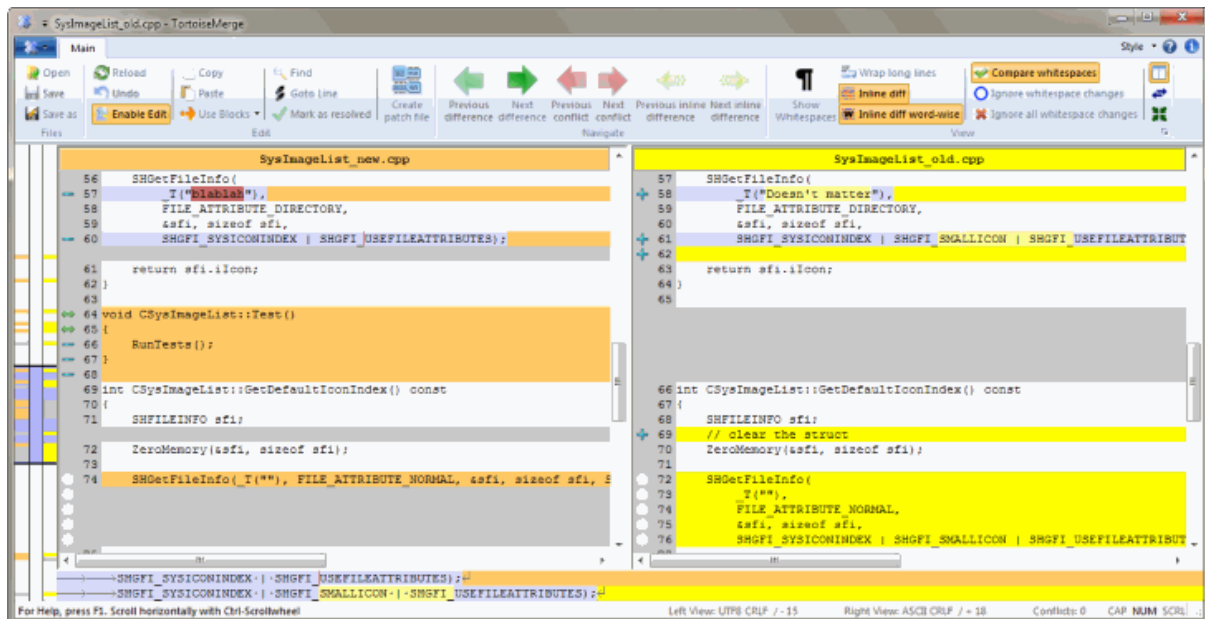 SysImageList_old.cpp - TortoiseMerge
Main
Style
Open
Reload
Copy
Find
Save
Undo
Paste
Goto Line
Save as
Enable Edit
Use Blocks
Mark as resolved
Create patch file
Previous difference
Next difference
Previous conflict
Next conflict
Previous inline difference
Next inline difference
Show Whitespaces
Wrap long lines
Inline diff
Inline diff word-wise
Compare whitespaces
Ignore whitespace changes
Ignore all whitespace changes
Files
Edit
Navigate
View
SysImageList_new.cpp
56 SHGetFileInfo(
57 _T("blablah"),
58 FILE_ATTRIBUTE_DIRECTORY,
59 &sfi, sizeof sfi,
60 SHGFI_SYSICONINDEX | SHGFI_USEFILEATTRIBUTES);
61 return sfi.iIcon;
62 }
63
64 void CSysImageList::Test()
65 {
66 RunTests();
67 }
68
69 int CSysImageList::GetDefaultIconIndex() const
70 {
71 SHFILEINFO sfi;
72 ZeroMemory(&sfi, sizeof sfi);
73
74 SHGetFileInfo(_T(""), FILE_ATTRIBUTE_NORMAL, &sfi, sizeof sfi, S
SysImageList_old.cpp
57 SHGetFileInfo(
58 _T("Doesn't matter"),
59 FILE_ATTRIBUTE_DIRECTORY,
60 &sfi, sizeof sfi,
61 SHGFI_SYSICONINDEX | SHGFI_SMALLICON | SHGFI_USEFILEATTRIBUT
62
63 return sfi.iIcon;
64 }
65
66 int CSysImageList::GetDefaultIconIndex() const
67 {
68 SHFILEINFO sfi;
69 // clear the struct
70 ZeroMemory(&sfi, sizeof sfi);
71
72 SHGetFileInfo(
73 _T(""),
74 FILE_ATTRIBUTE_NORMAL,
75 &sfi, sizeof sfi,
76 SHGFI_SYSICONINDEX | SHGFI_SMALLICON | SHGFI_USEFILEATTRIBUT
SHGFI_SYSICONINDEX·|·SHGFI_USEFILEATTRIBUTES);
SHGFI_SYSICONINDEX·|·SHGFI_SMALLICON·|·SHGFI_USEFILEATTRIBUTES);
For Help, press F1. Scroll horizontally with Ctrl-Scrollwheel
Left View: UTF8 CRLF / - 15
Right View: ASCII CRLF / + 18
Conflicts: 0
CAP NUM SCRL